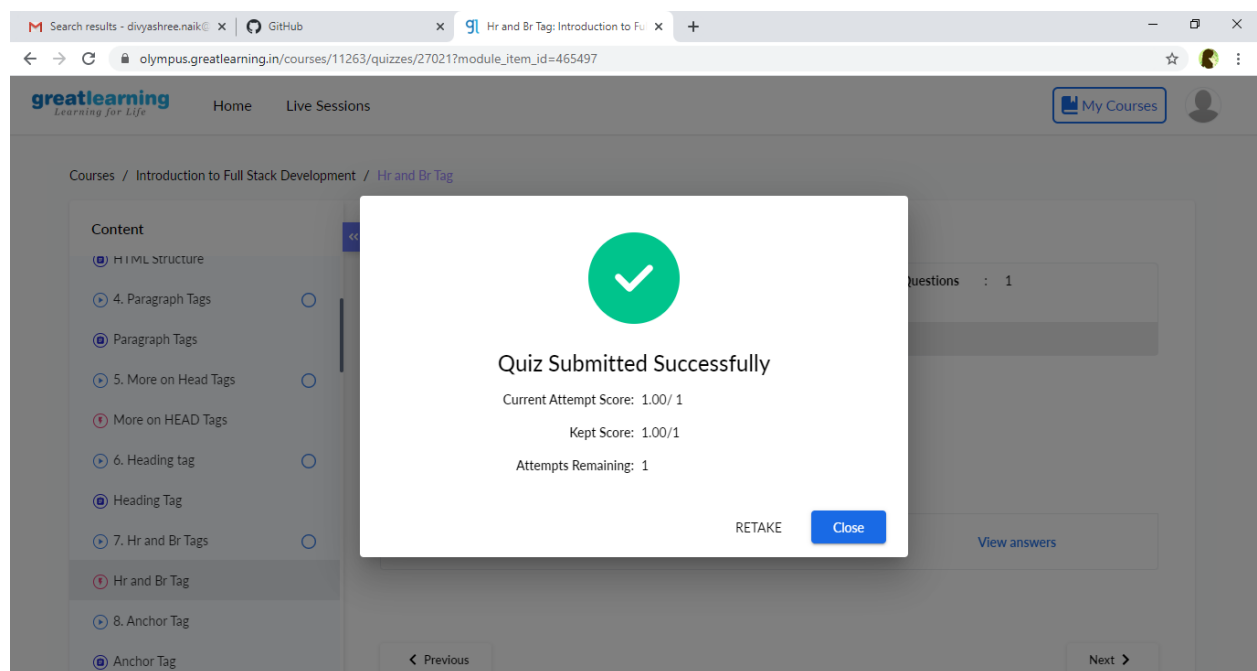 Search results - divyashree.naik@
GitHub
Hr and Br Tag: Introduction to Fu
olympus.greatlearning.in/courses/11263/quizzes/27021?module_item_id=465497
greatlearning
Learning for Life
Home
Live Sessions
My Courses
Courses / Introduction to Full Stack Development / Hr and Br Tag
Content
HTML Structure
4. Paragraph Tags
Paragraph Tags
5. More on Head Tags
More on HEAD Tags
6. Heading tag
Heading Tag
7. Hr and Br Tags
Hr and Br Tag
8. Anchor Tag
Anchor Tag
Questions : 1
Quiz Submitted Successfully
Current Attempt Score: 1.00/ 1
Kept Score: 1.00/1
Attempts Remaining: 1
RETAKE
Close
View answers
Previous
Next